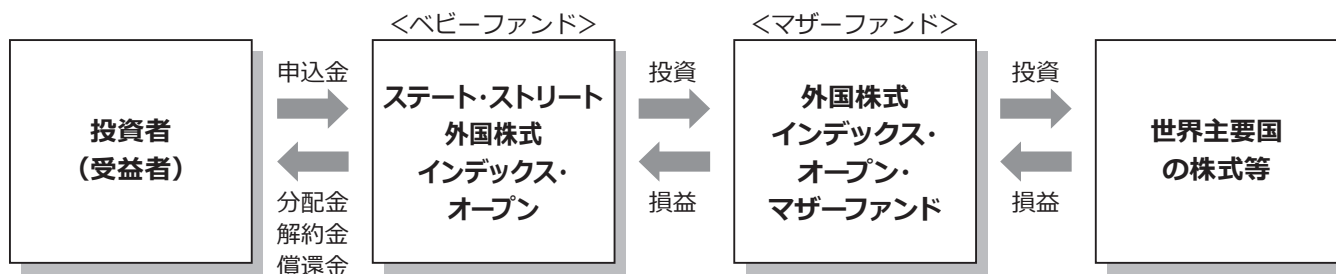 ＜ベビーファンド＞
＜マザーファンド＞
投資者
（受益者）
申込金
分配金
解約金
償還金
ステート・ストリート
外国株式
インデックス・
オープン
投資
損益
外国株式
インデックス・
オープン・
マザーファンド
投資
損益
世界主要国
の株式等